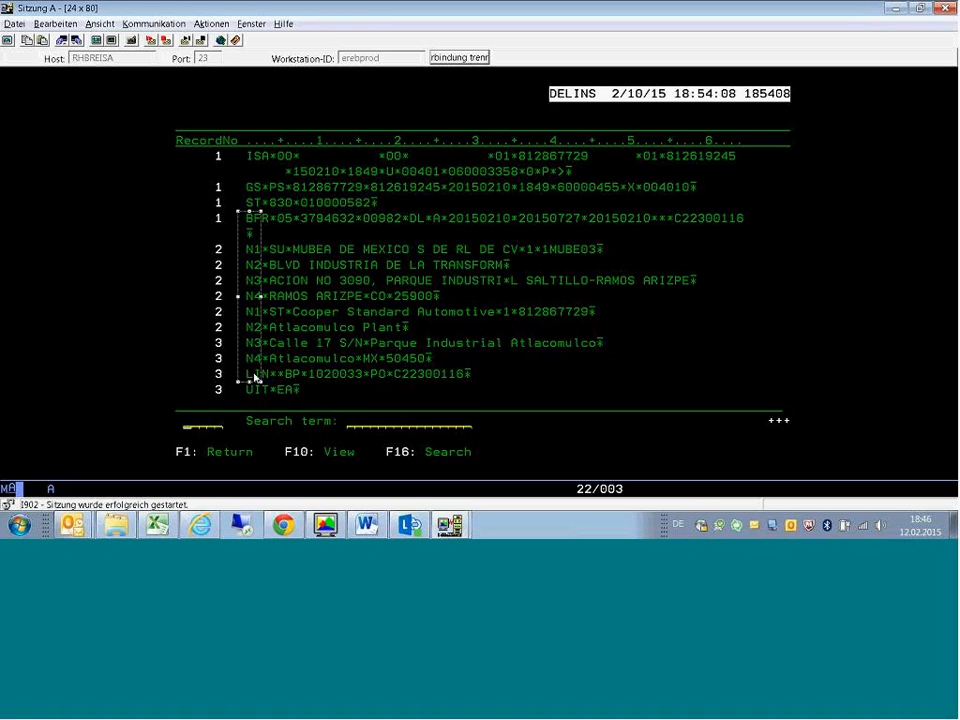 Sitzung A - [24 x 80]
Datei Bearbeiten Ansicht Kommunikation Aktionen Fenster Hilfe
Host: RHBREISA Port: 23 Workstation-ID: erebprod rbindung trenr
DELINS 2/10/15 18:54:08 185408
RecordNo ....+....1....+....2....+....3....+....4....+....5....+....6....
1 ISA*00* *00* *01*812867729 *01*812619245
*150210*1849*U*00401*060003358*0*P*>*
1 GS*PS*812867729*812619245*20150210*1849*60000455*X*004010*
1 ST*830*010000582*
1 BFR*05*3794632*00982*DL*A*20150210*20150727*20150210***C22300116
*
2 N1*SU*MUBEA DE MEXICO S DE RL DE CV*1*1MUBE03*
2 N2*BLVD INDUSTRIA DE LA TRANSFORM*
2 N3*ACION NO 3090, PARQUE INDUSTRI*L SALTILLO-RAMOS ARIZPE*
2 N4*RAMOS ARIZPE*CO*25900*
2 N1*ST*Cooper Standard Automotive*1*812867729*
2 N2*Atlacomulco Plant*
3 N3*Calle 17 S/N*Parque Industrial Atlacomulco*
3 N4*Atlacomulco*MX*50450*
3 LIN**BP*1020033*PO*C22300116*
3 UIT*EA*
Search term: +++
F1: Return F10: View F16: Search
MA A 22/003
I902 - Sitzung wurde erfolgreich gestartet.
DE 18:46
12.02.2015